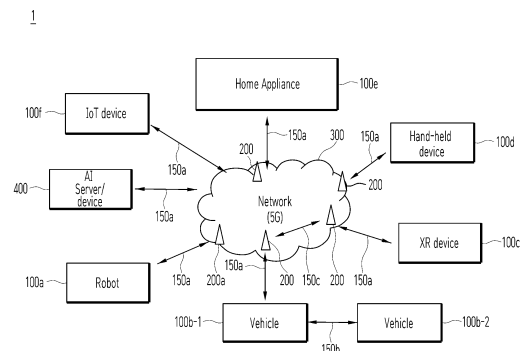 1
Home Appliance
100e
IoT device
100f
150a
200
300
150a
Hand-held
device
100d
150a
AI
Server/
device
400
150a
200
Network
(5G)
XR device
100c
Robot
100a
150a
200a
150a
200
150c
200
150a
100b-1
Vehicle
Vehicle
100b-2
150b